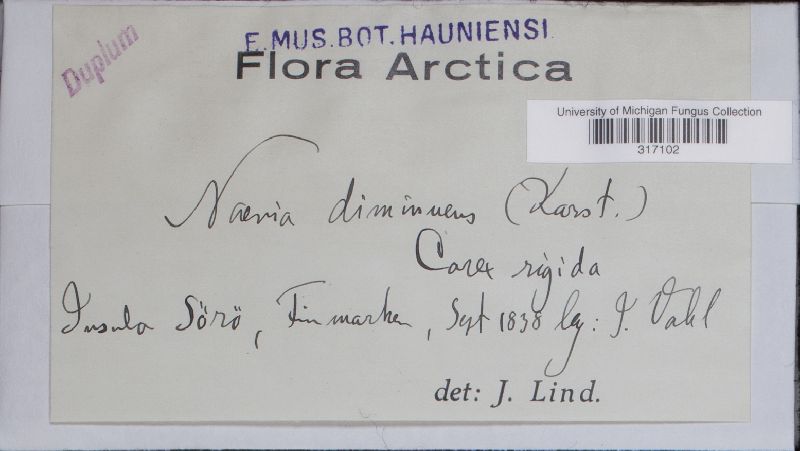 Duplum
E. MUS. BOT. HAUNIENSI.
Flora Arctica
University of Michigan Fungus Collection
317102
Naevia diminuens (Karst.)
Carex rigida
Insula Sörö, Finmarken, Sept 1838 leg: J. Vahl
det: J. Lind.